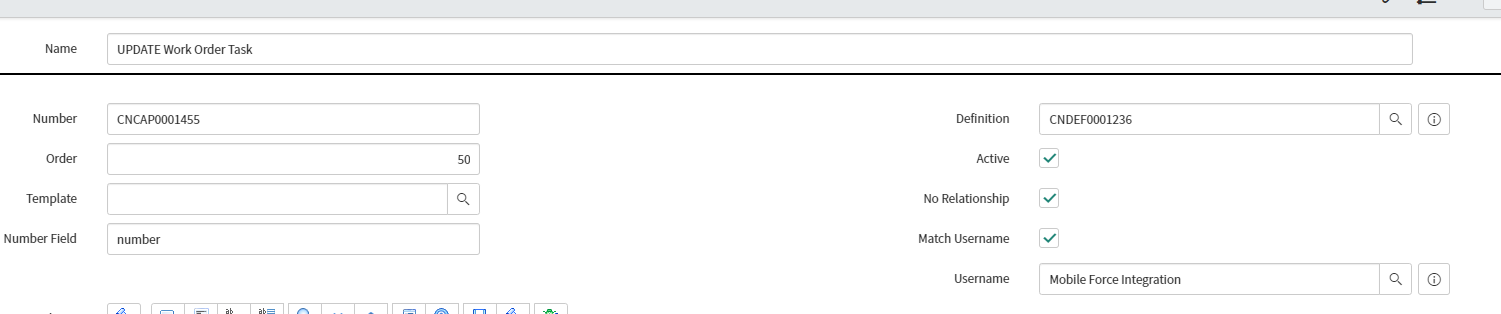 Name UPDATE Work Order Task
Number CNCAP0001455 Definition CNDEF0001236
Order 50 Active
Template No Relationship
Number Field number Match Username
Username Mobile Force Integration